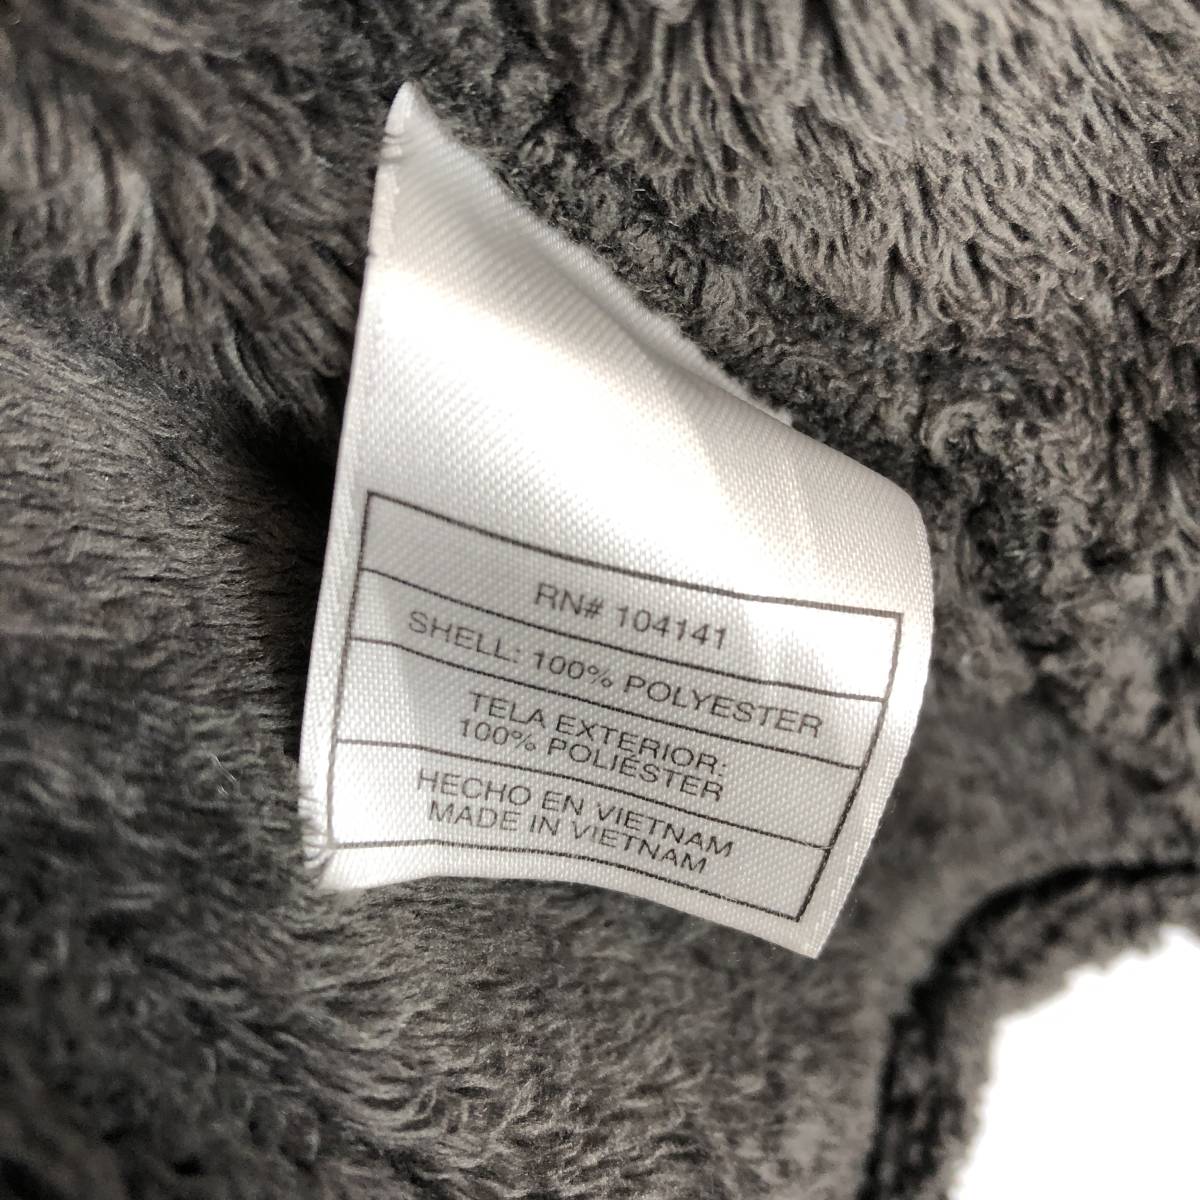 RN# 104141
SHELL: 100% POLYESTER
TELA EXTERIOR:
100% POLIÉSTER
HECHO EN VIETNAM
MADE IN VIETNAM